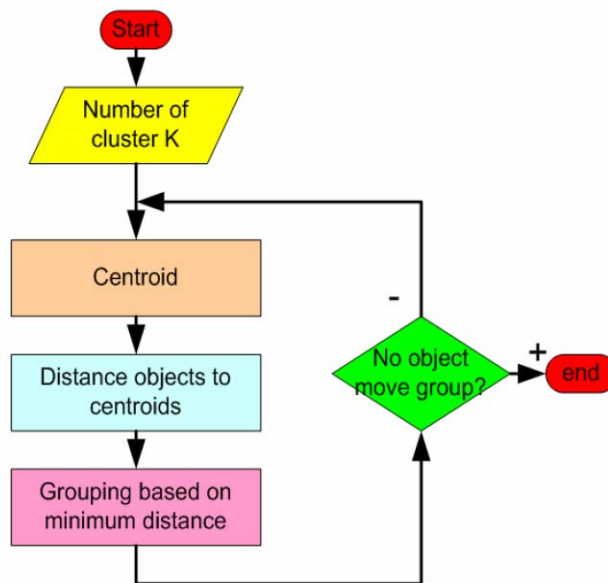 Start
Number of
cluster K
Centroid
Distance objects to
centroids
Grouping based on
minimum distance
-
No object
move group?
+
end